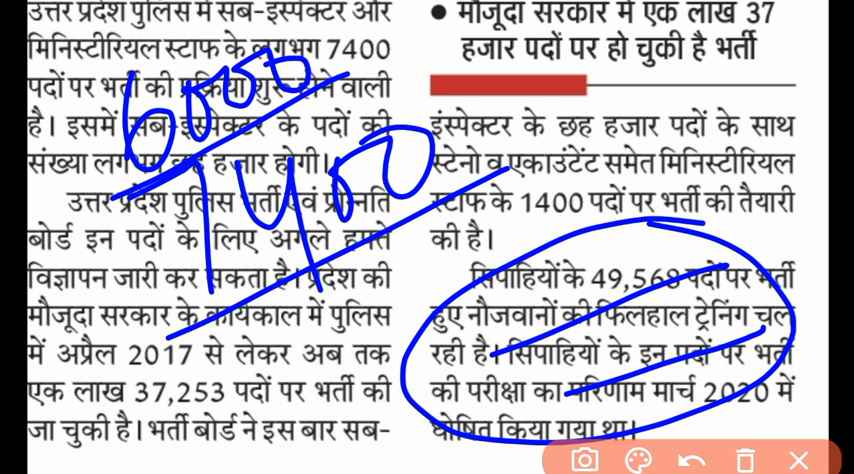 उत्तर प्रदेश पुलिस में सब-इंस्पेक्टर और
मिनिस्टीरियल स्टाफ के लगभग 7400
पदों पर भर्ती की प्रक्रिया शुरू होने वाली
है। इसमें सब-इंस्पेक्टर के पदों की
संख्या लगभग छह हजार होगी।
उत्तर प्रदेश पुलिस भर्ती एवं प्रोन्नति
बोर्ड इन पदों के लिए अगले हफ्ते
विज्ञापन जारी कर सकता है। प्रदेश की
मौजूदा सरकार के कार्यकाल में पुलिस
में अप्रैल 2017 से लेकर अब तक
एक लाख 37,253 पदों पर भर्ती की
जा चुकी है। भर्ती बोर्ड ने इस बार सब-
6000
1400
● मौजूदा सरकार में एक लाख 37
हजार पदों पर हो चुकी है भर्ती
इंस्पेक्टर के छह हजार पदों के साथ
स्टेनो व एकाउंटेंट समेत मिनिस्टीरियल
स्टाफ के 1400 पदों पर भर्ती की तैयारी
की है।
सिपाहियों के 49,568 पदों पर भर्ती
हुए नौजवानों की फिलहाल ट्रेनिंग चल
रही है। सिपाहियों के इन पदों पर भर्ती
की परीक्षा का परिणाम मार्च 2020 में
घोषित किया गया था।